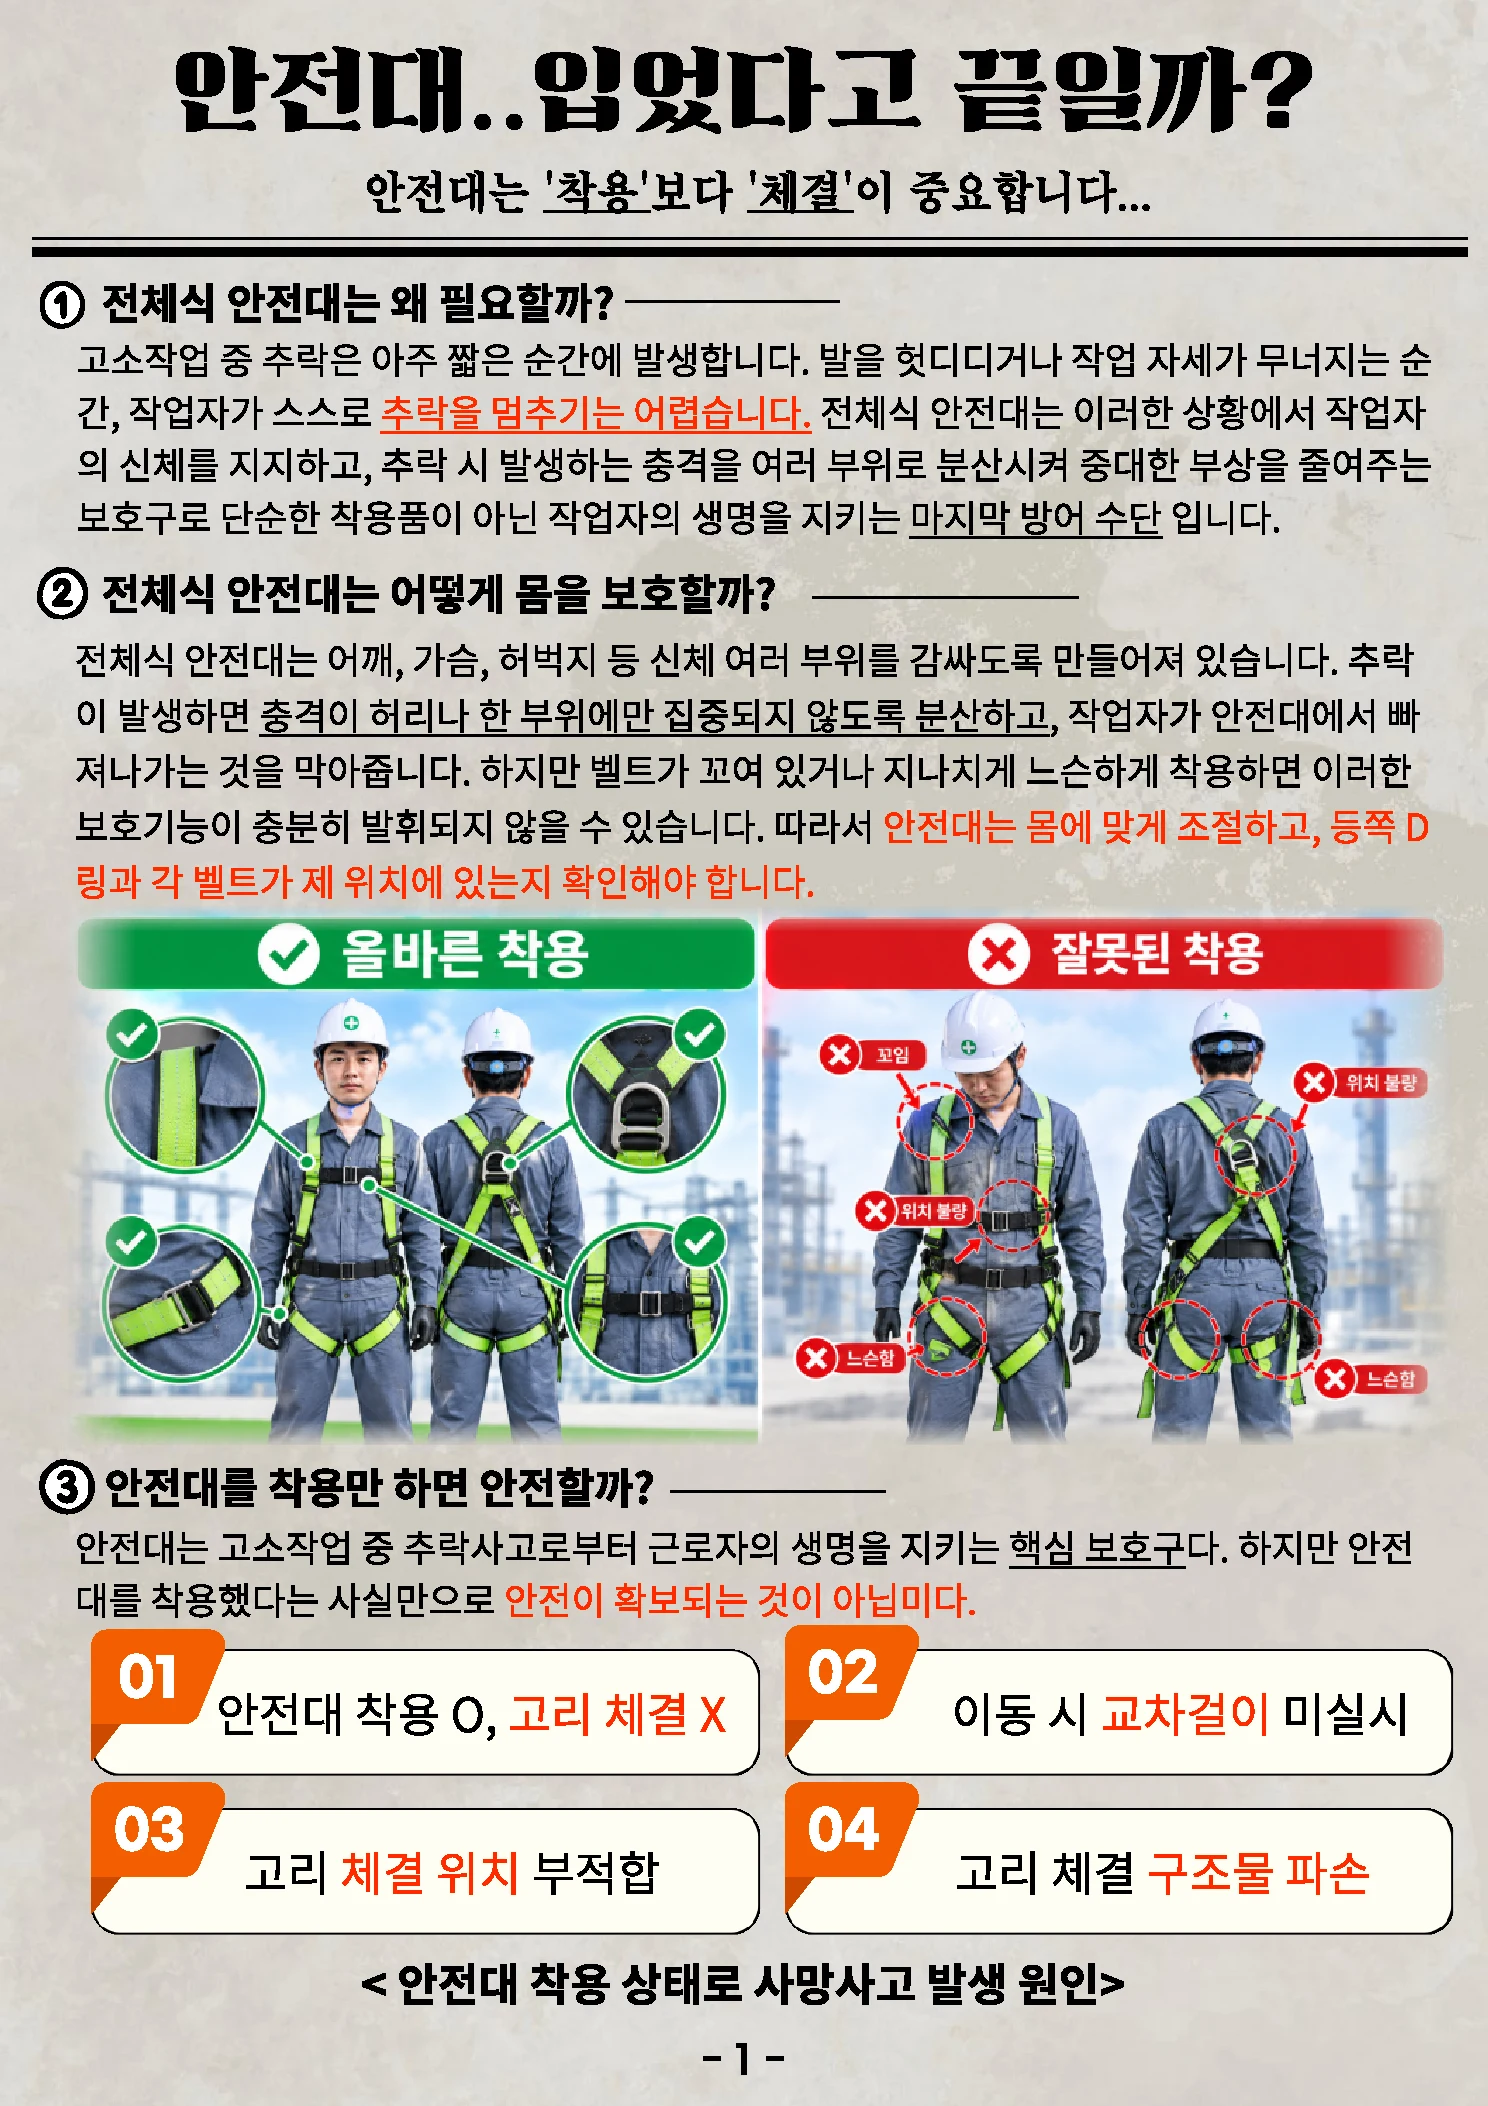 안전대..입었다고 끝일까?
안전대는 '착용'보다 '체결'이 중요합니다...
① 전체식 안전대는 왜 필요할까?
고소작업 중 추락은 아주 짧은 순간에 발생합니다. 발을 헛디디거나 작업 자세가 무너지는 순
간, 작업자가 스스로 추락을 멈추기는 어렵습니다. 전체식 안전대는 이러한 상황에서 작업자
의 신체를 지지하고, 추락 시 발생하는 충격을 여러 부위로 분산시켜 중대한 부상을 줄여주는
보호구로 단순한 착용품이 아닌 작업자의 생명을 지키는 마지막 방어 수단 입니다.
② 전체식 안전대는 어떻게 몸을 보호할까?
전체식 안전대는 어깨, 가슴, 허벅지 등 신체 여러 부위를 감싸도록 만들어져 있습니다. 추락
이 발생하면 충격이 허리나 한 부위에만 집중되지 않도록 분산하고, 작업자가 안전대에서 빠
져나가는 것을 막아줍니다. 하지만 벨트가 꼬여 있거나 지나치게 느슨하게 착용하면 이러한
보호기능이 충분히 발휘되지 않을 수 있습니다. 따라서 안전대는 몸에 맞게 조절하고, 등쪽 D
링과 각 벨트가 제 위치에 있는지 확인해야 합니다.
올바른 착용
잘못된 착용
꼬임
위치 불량
위치 불량
느슨함
느슨함
③ 안전대를 착용만 하면 안전할까?
안전대는 고소작업 중 추락사고로부터 근로자의 생명을 지키는 핵심 보호구다. 하지만 안전
대를 착용했다는 사실만으로 안전이 확보되는 것이 아닙미다.
01
안전대 착용 O, 고리 체결 X
02
이동 시 교차걸이 미실시
03
고리 체결 위치 부적합
04
고리 체결 구조물 파손
< 안전대 착용 상태로 사망사고 발생 원인>
- 1 -